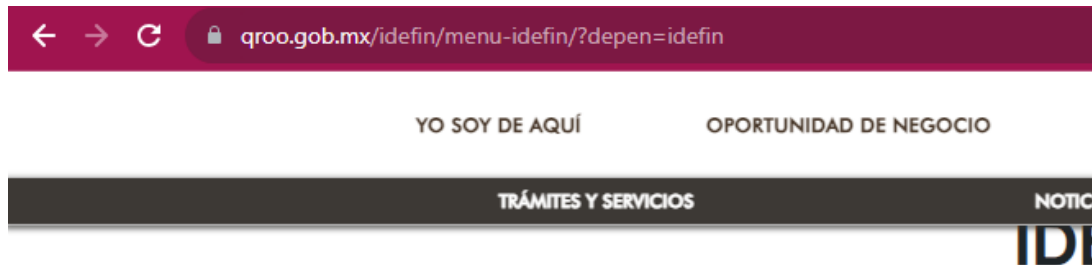 qroo.gob.mx/idefin/menu-idefin/?depen=idefin
YO SOY DE AQUÍ OPORTUNIDAD DE NEGOCIO
TRÁMITES Y SERVICIOS